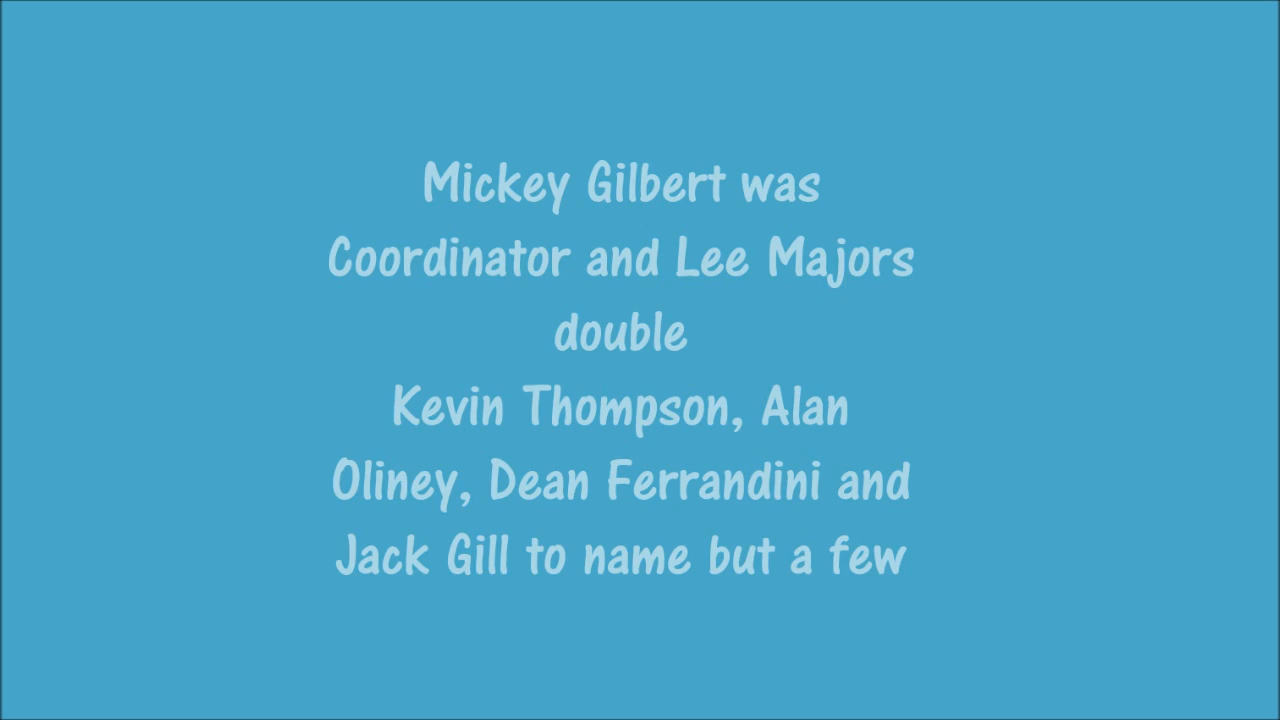 Mickey Gilbert was
Coordinator and Lee Majors
double
Kevin Thompson, Alan
Oliney, Dean Ferrandini and
Jack Gill to name but a few